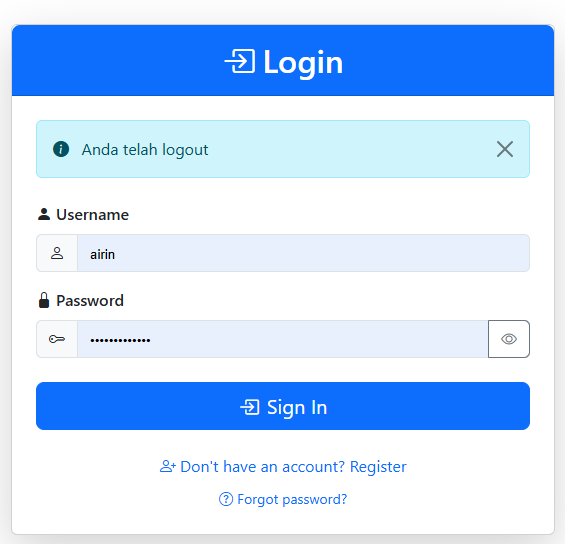 Login
Anda telah logout
Username
airin
Password
•••••••••••••
Sign In
Don't have an account? Register
Forgot password?